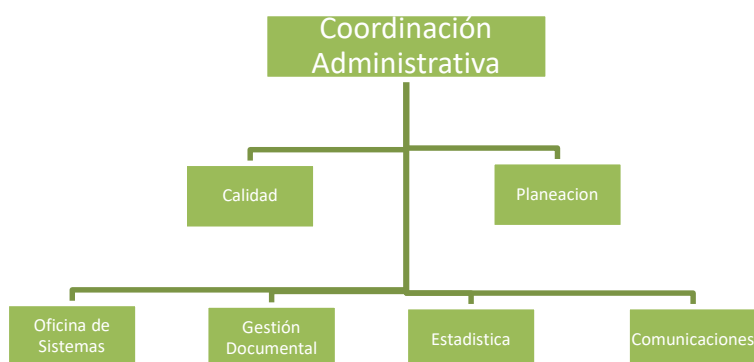 Coordinación
Administrativa
Calidad
Planeacion
Oficina de
Sistemas
Gestión
Documental
Estadistica
Comunicaciones